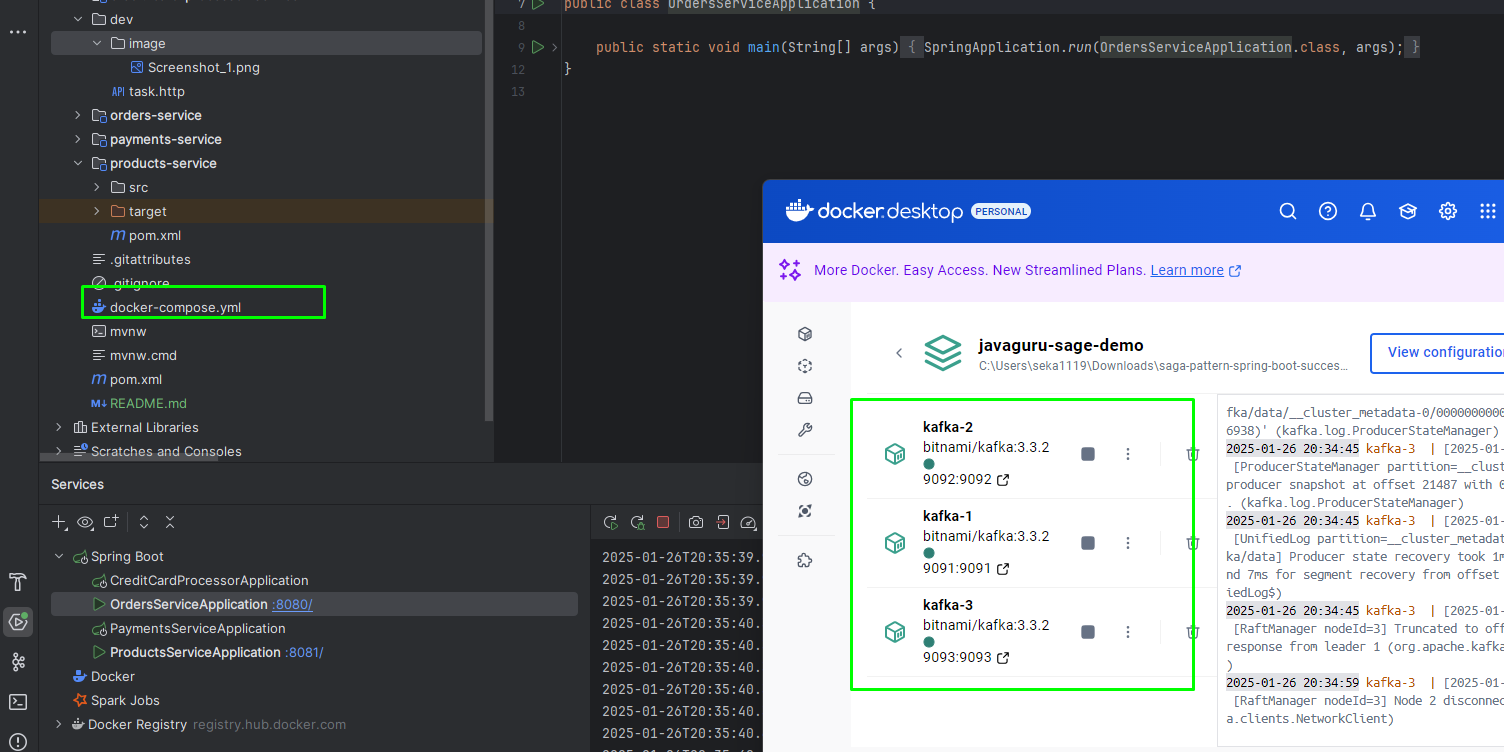 dev
image
Screenshot_1.png
API task.http
orders-service
payments-service
products-service
src
target
m pom.xml
.gitattributes
.gitignore
docker-compose.yml
mvnw
mvnw.cmd
m pom.xml
M↓ README.md
External Libraries
Scratches and Consoles
7 public class OrdersServiceApplication {
8
9 public static void main(String[] args) { SpringApplication.run(OrdersServiceApplication.class, args); }
12 }
13
Services
Spring Boot
CreditCardProcessorApplication
OrdersServiceApplication :8080/
PaymentsServiceApplication
ProductsServiceApplication :8081/
Docker
Spark Jobs
Docker Registry registry.hub.docker.com
2025-01-26T20:35:39.
2025-01-26T20:35:39.
2025-01-26T20:35:39.
2025-01-26T20:35:40.
2025-01-26T20:35:40.
2025-01-26T20:35:40.
2025-01-26T20:35:40.
2025-01-26T20:35:40.
2025-01-26T20:35:40.
docker.desktop PERSONAL
More Docker. Easy Access. New Streamlined Plans. Learn more
javaguru-sage-demo
C:\Users\seka1119\Downloads\saga-pattern-spring-boot-succes...
View configuratio
kafka-2
bitnami/kafka:3.3.2
9092:9092
kafka-1
bitnami/kafka:3.3.2
9091:9091
kafka-3
bitnami/kafka:3.3.2
9093:9093
fka/data/__cluster_metadata-0/0000000000
6938)' (kafka.log.ProducerStateManager)
2025-01-26 20:34:45 kafka-3 | [2025-01-
[ProducerStateManager partition=__clust
producer snapshot at offset 21487 with 0
. (kafka.log.ProducerStateManager)
2025-01-26 20:34:45 kafka-3 | [2025-01-
[UnifiedLog partition=__cluster_metadat
ka/data] Producer state recovery took 1m
nd 7ms for segment recovery from offset
iedLog$)
2025-01-26 20:34:45 kafka-3 | [2025-01-
[RaftManager nodeId=3] Truncated to off
response from leader 1 (org.apache.kafka
)
2025-01-26 20:34:59 kafka-3 | [2025-01-
[RaftManager nodeId=3] Node 2 disconnec
a.clients.NetworkClient)